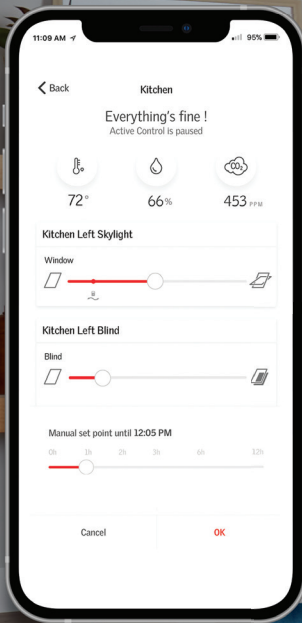 11:09 AM
95%
Back
Kitchen
Everything's fine !
Active Control is paused
CO₂
72°
66%
453 PPM
Kitchen Left Skylight
Window
Kitchen Left Blind
Blind
Manual set point until 12:05 PM
0h 1h 2h 3h 6h 12h
Cancel
OK